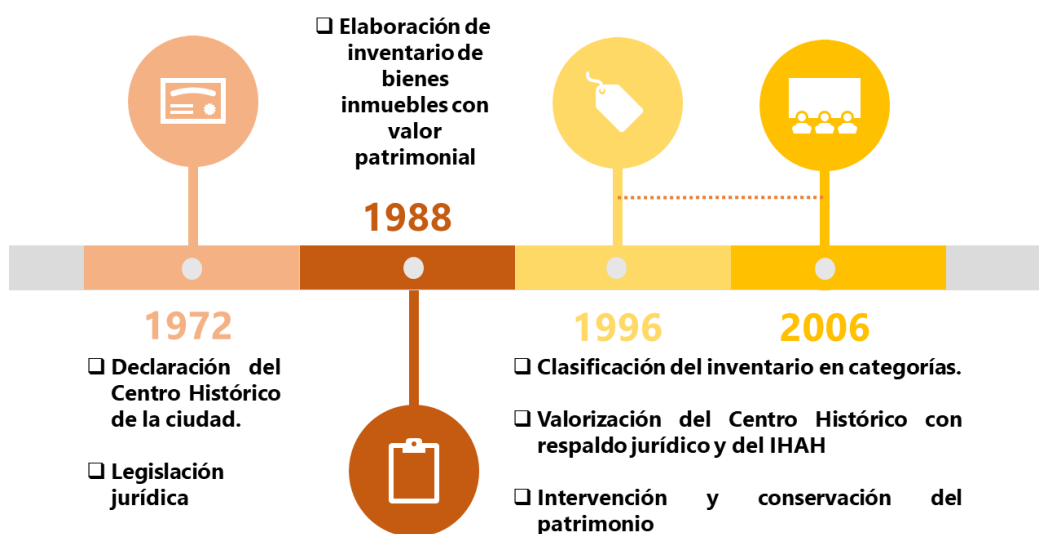 ❑ Elaboración de
inventario de
bienes
inmuebles con
valor
patrimonial
1988
1972
❑ Declaración del
Centro Histórico
de la ciudad.
❑ Legislación
jurídica
1996
2006
❑ Clasificación del inventario en categorías.
❑ Valorización del Centro Histórico con
respaldo jurídico y del IHAH
❑ Intervención y conservación del
patrimonio